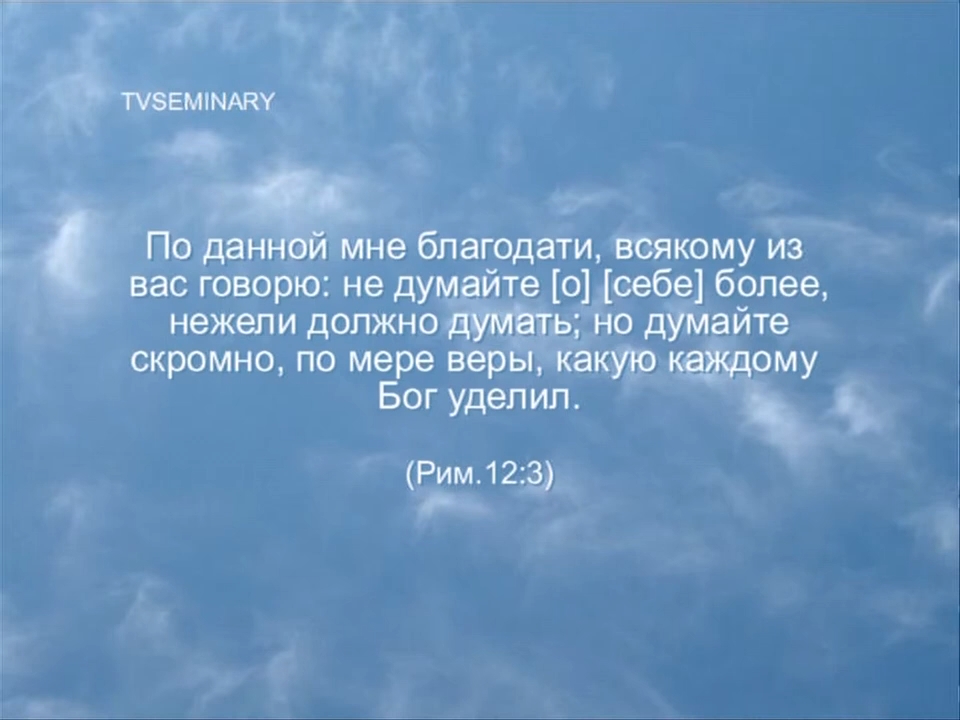 TVSEMINARY
По данной мне благодати, всякому из
вас говорю: не думайте [о] [себе] более,
нежели должно думать; но думайте
скромно, по мере веры, какую каждому
Бог уделил.
(Рим.12:3)